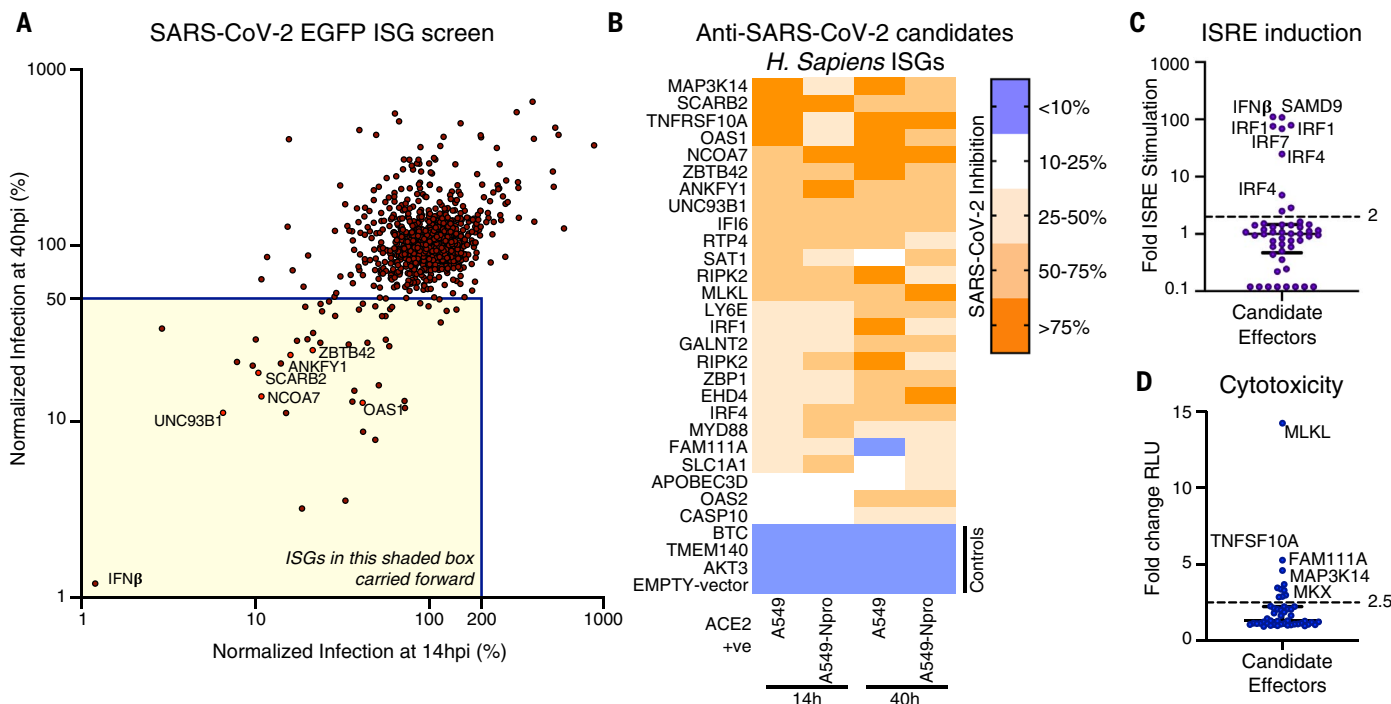 A
SARS-CoV-2 EGFP ISG screen
Normalized Infection at 40hpi (%)
1000
100
50
10
1
ZBTB42
ANKFY1
SCARB2
NCOA7
OAS1
UNC93B1
IFNβ
ISGs in this shaded box
carried forward
1
10
100
200
1000
Normalized Infection at 14hpi (%)
B
Anti-SARS-CoV-2 candidates
H. Sapiens ISGs
MAP3K14
SCARB2
TNFRSF10A
OAS1
NCOA7
ZBTB42
ANKFY1
UNC93B1
IFI6
RTP4
SAT1
RIPK2
MLKL
LY6E
IRF1
GALNT2
RIPK2
ZBP1
EHD4
IRF4
MYD88
FAM111A
SLC1A1
APOBEC3D
OAS2
CASP10
BTC
TMEM140
AKT3
EMPTY-vector
Controls
ACE2
+ve
A549
A549-Npro
A549
A549-Npro
14h
40h
SARS-CoV-2 Inhibition
<10%
10-25%
25-50%
50-75%
>75%
C
ISRE induction
Fold ISRE Stimulation
1000
100
10
1
0.1
IFNβ
SAMD9
IRF1
IRF1
IRF7
IRF4
IRF4
2
Candidate
Effectors
D
Cytotoxicity
Fold change RLU
15
10
5
0
MLKL
TNFSF10A
FAM111A
MAP3K14
MKX
2.5
Candidate
Effectors